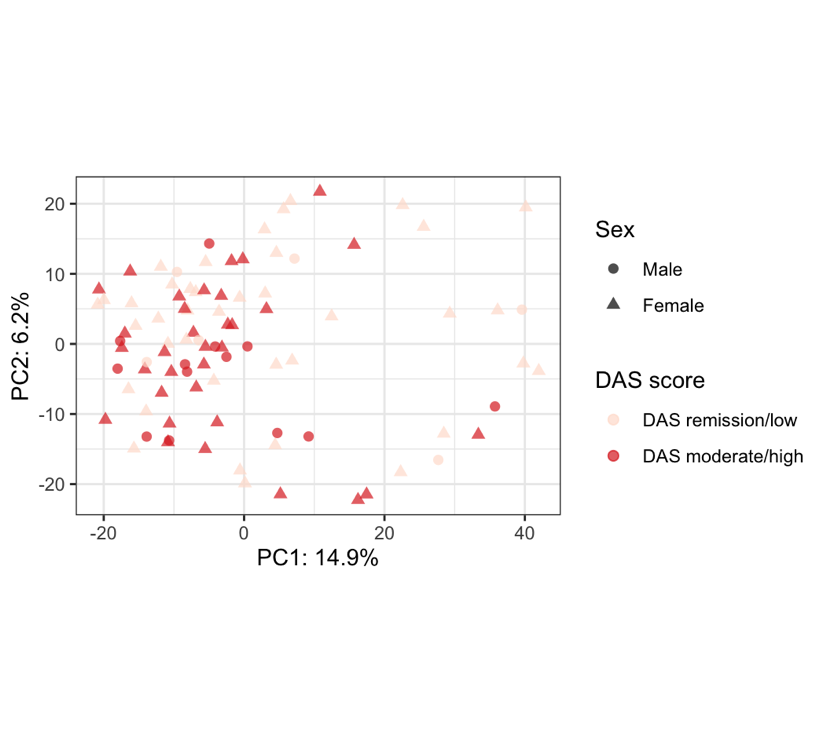 20
10
0
-10
-20
PC2: 6.2%
-20
0
20
40
PC1: 14.9%
Sex
Male
Female
DAS score
DAS remission/low
DAS moderate/high